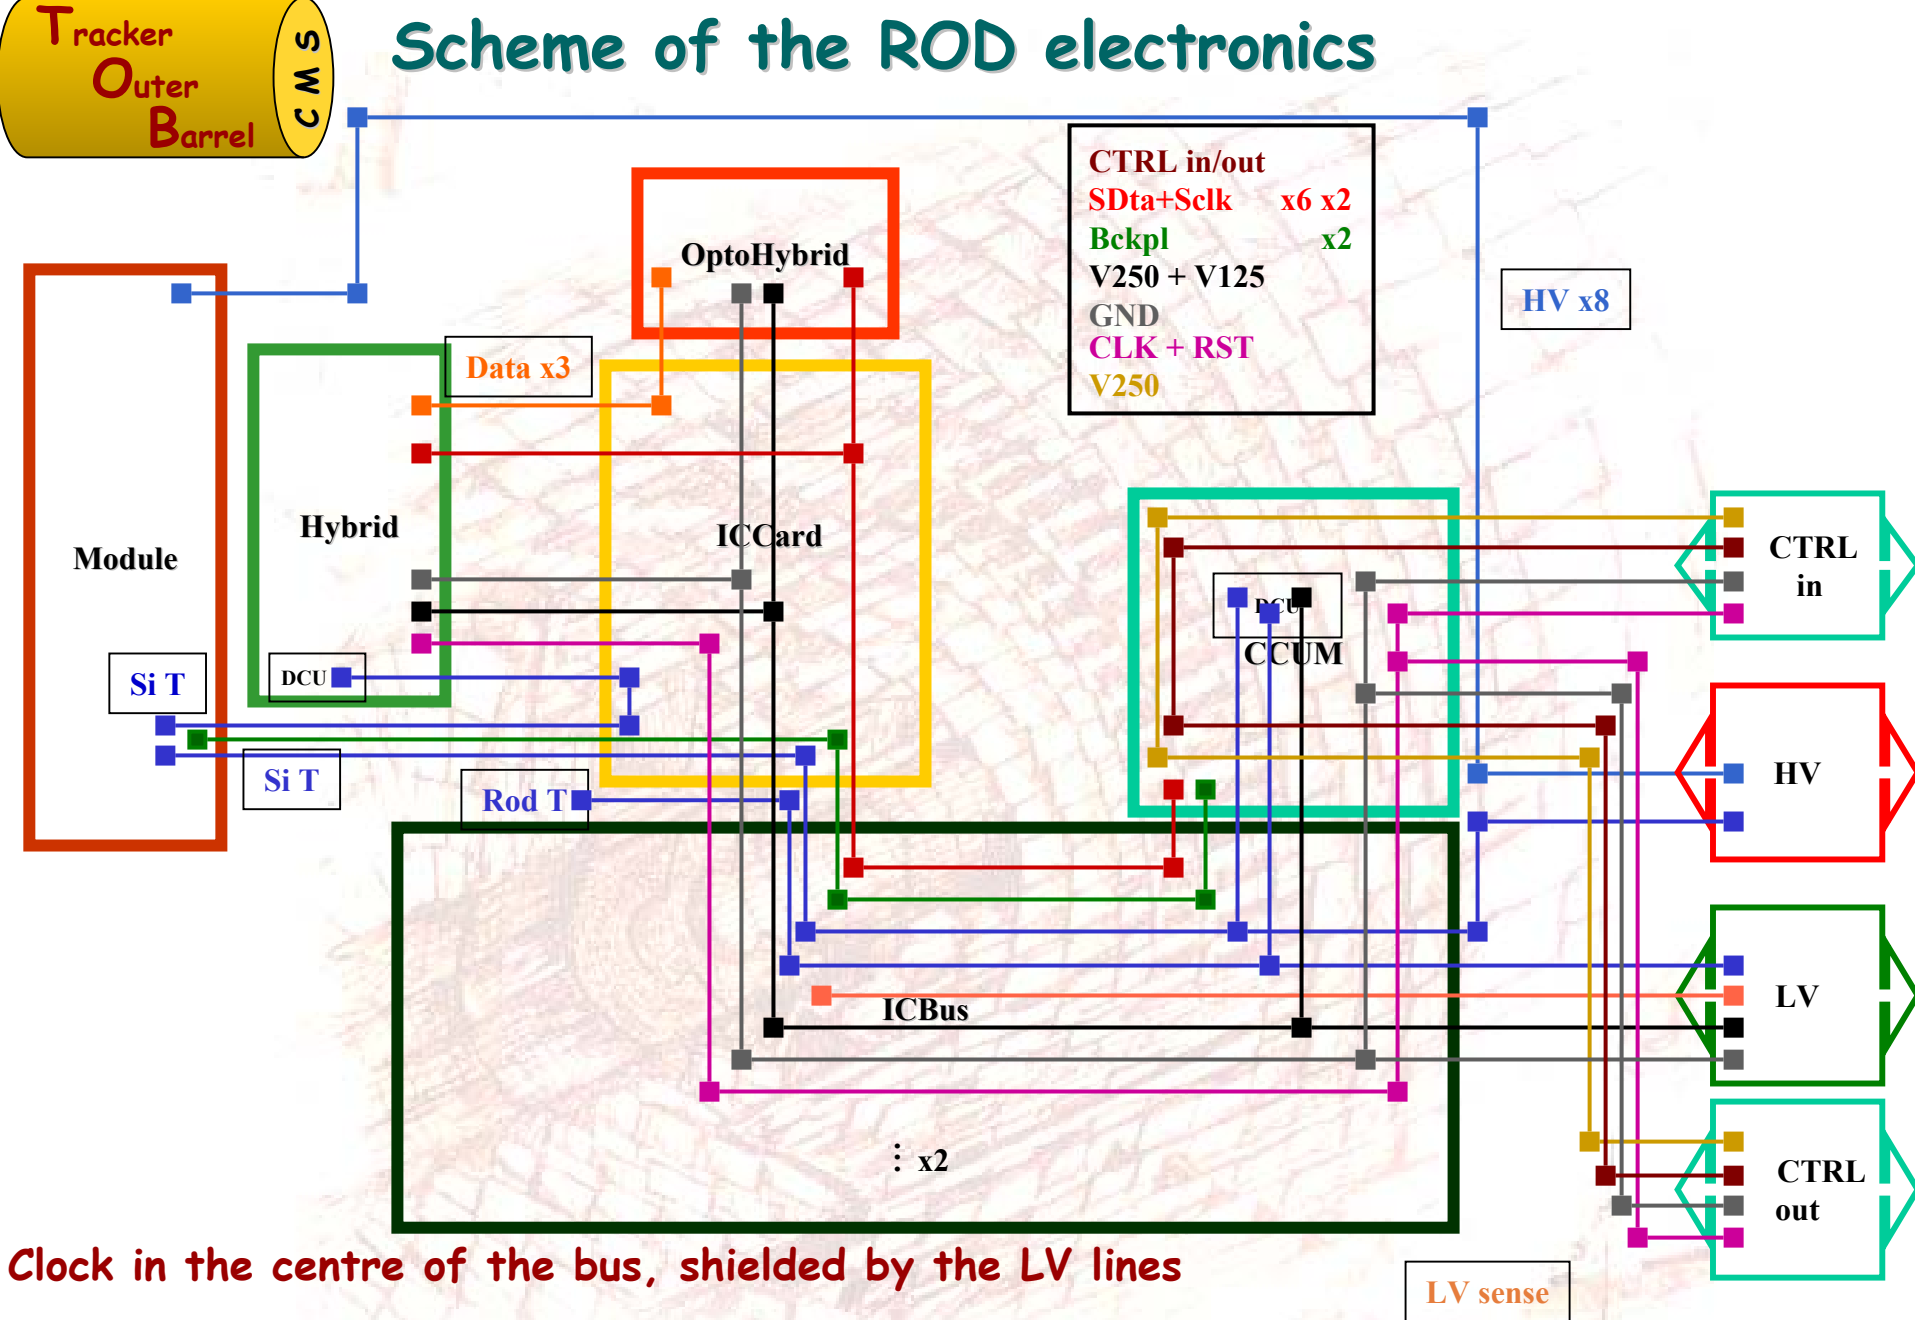 Tracker
Outer
Barrel
CMS
Scheme of the ROD electronics
CTRL in/out
SDta+Sclk x6 x2
Bckpl x2
V250 + V125
GND
CLK + RST
V250
OptoHybrid
HV x8
Data x3
Hybrid
ICCard
Module
CTRL
in
DCU
CCUM
Si T
DCU
Si T
Rod T
HV
LV
ICBus
⋮ x2
CTRL
out
Clock in the centre of the bus, shielded by the LV lines
LV sense